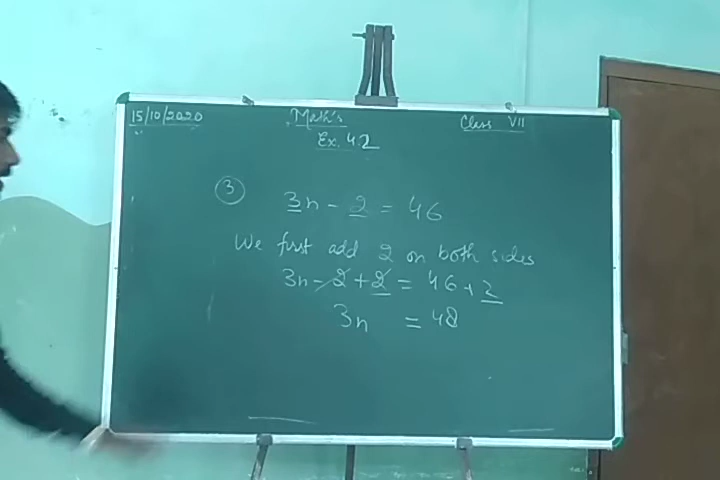 15/10/2020 Math's Class VII
Ex. 4.2
③ 3n - 2 = 46
We first add 2 on both sides
3n - 2 + 2 = 46 + 2
3n = 48